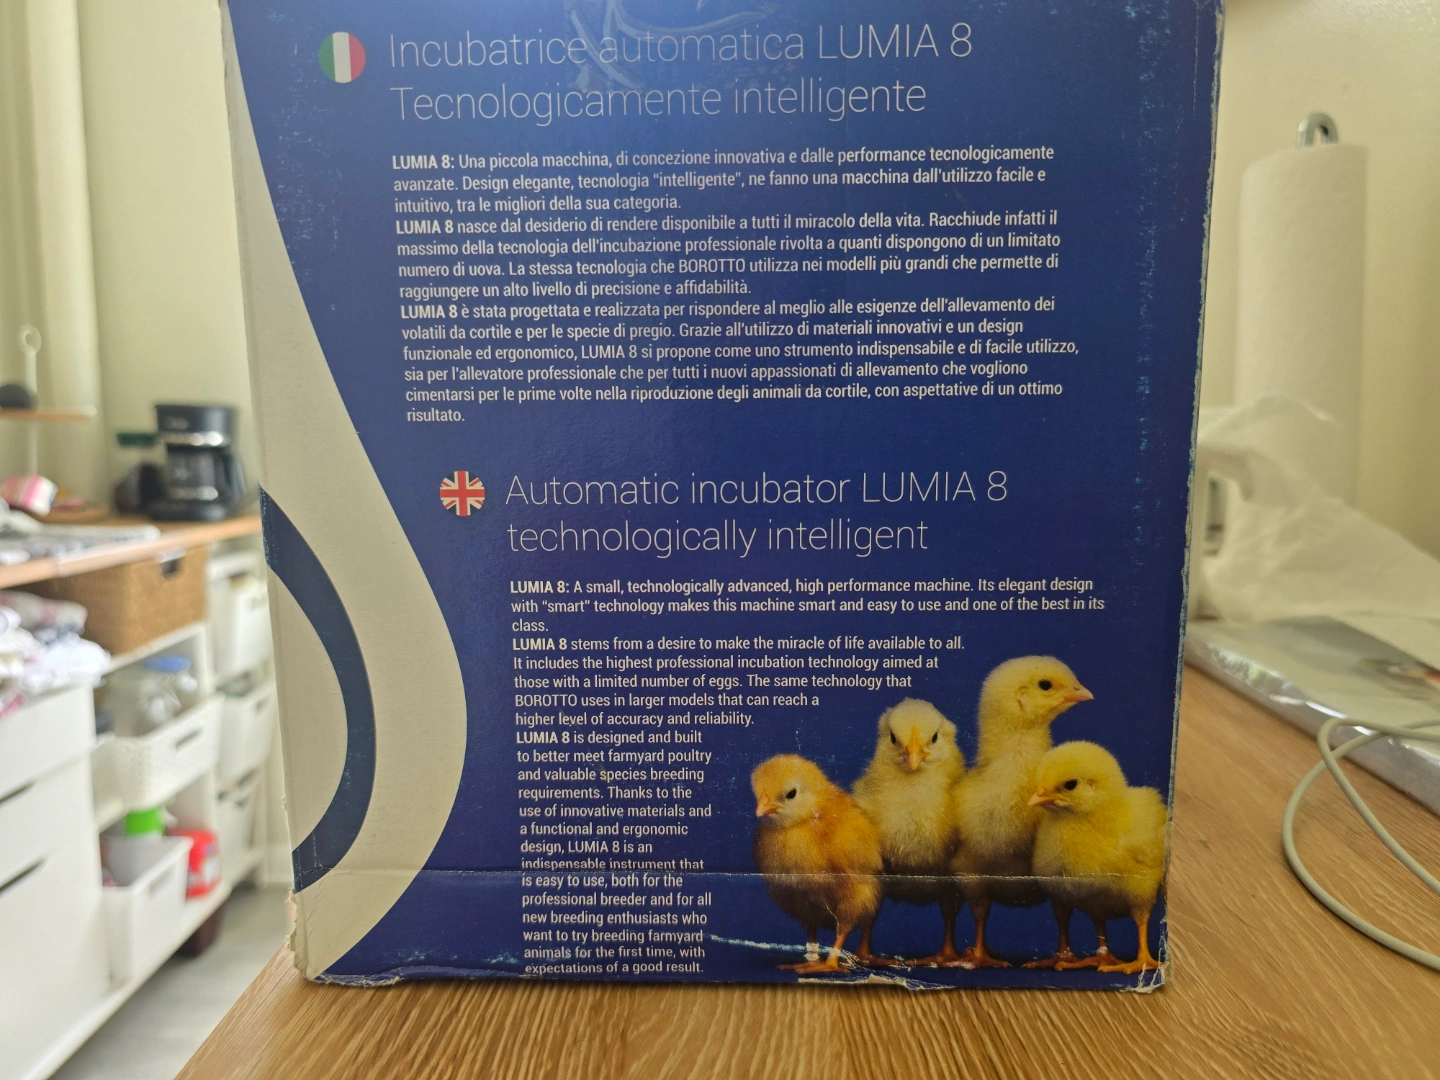 Incubatrice automatica LUMIA 8
Tecnologicamente intelligente
LUMIA 8: Una piccola macchina, di concezione innovativa e dalle performance tecnologicamente
avanzate. Design elegante, tecnologia "intelligente", ne fanno una macchina dall'utilizzo facile e
intuitivo, tra le migliori della sua categoria.
LUMIA 8 nasce dal desiderio di rendere disponibile a tutti il miracolo della vita. Racchiude infatti il
massimo della tecnologia dell'incubazione professionale rivolta a quanti dispongono di un limitato
numero di uova. La stessa tecnologia che BOROTTO utilizza nei modelli più grandi che permette di
raggiungere un alto livello di precisione e affidabilità.
LUMIA 8 è stata progettata e realizzata per rispondere al meglio alle esigenze dell'allevamento dei
volatili da cortile e per le specie di pregio. Grazie all'utilizzo di materiali innovativi e un design
funzionale ed ergonomico, LUMIA 8 si propone come uno strumento indispensabile e di facile utilizzo,
sia per l'allevatore professionale che per tutti i nuovi appassionati di allevamento che vogliono
cimentarsi per le prime volte nella riproduzione degli animali da cortile, con aspettative di un ottimo
risultato.
Automatic incubator LUMIA 8
technologically intelligent
LUMIA 8: A small, technologically advanced, high performance machine. Its elegant design
with "smart" technology makes this machine smart and easy to use and one of the best in its
class.
LUMIA 8 stems from a desire to make the miracle of life available to all.
It includes the highest professional incubation technology aimed at
those with a limited number of eggs. The same technology that
BOROTTO uses in larger models that can reach a
higher level of accuracy and reliability.
LUMIA 8 is designed and built
to better meet farmyard poultry
and valuable species breeding
requirements. Thanks to the
use of innovative materials and
a functional and ergonomic
design, LUMIA 8 is an
indispensable instrument that
is easy to use, both for the
professional breeder and for all
new breeding enthusiasts who
want to try breeding farmyard
animals for the first time, with
expectations of a good result.